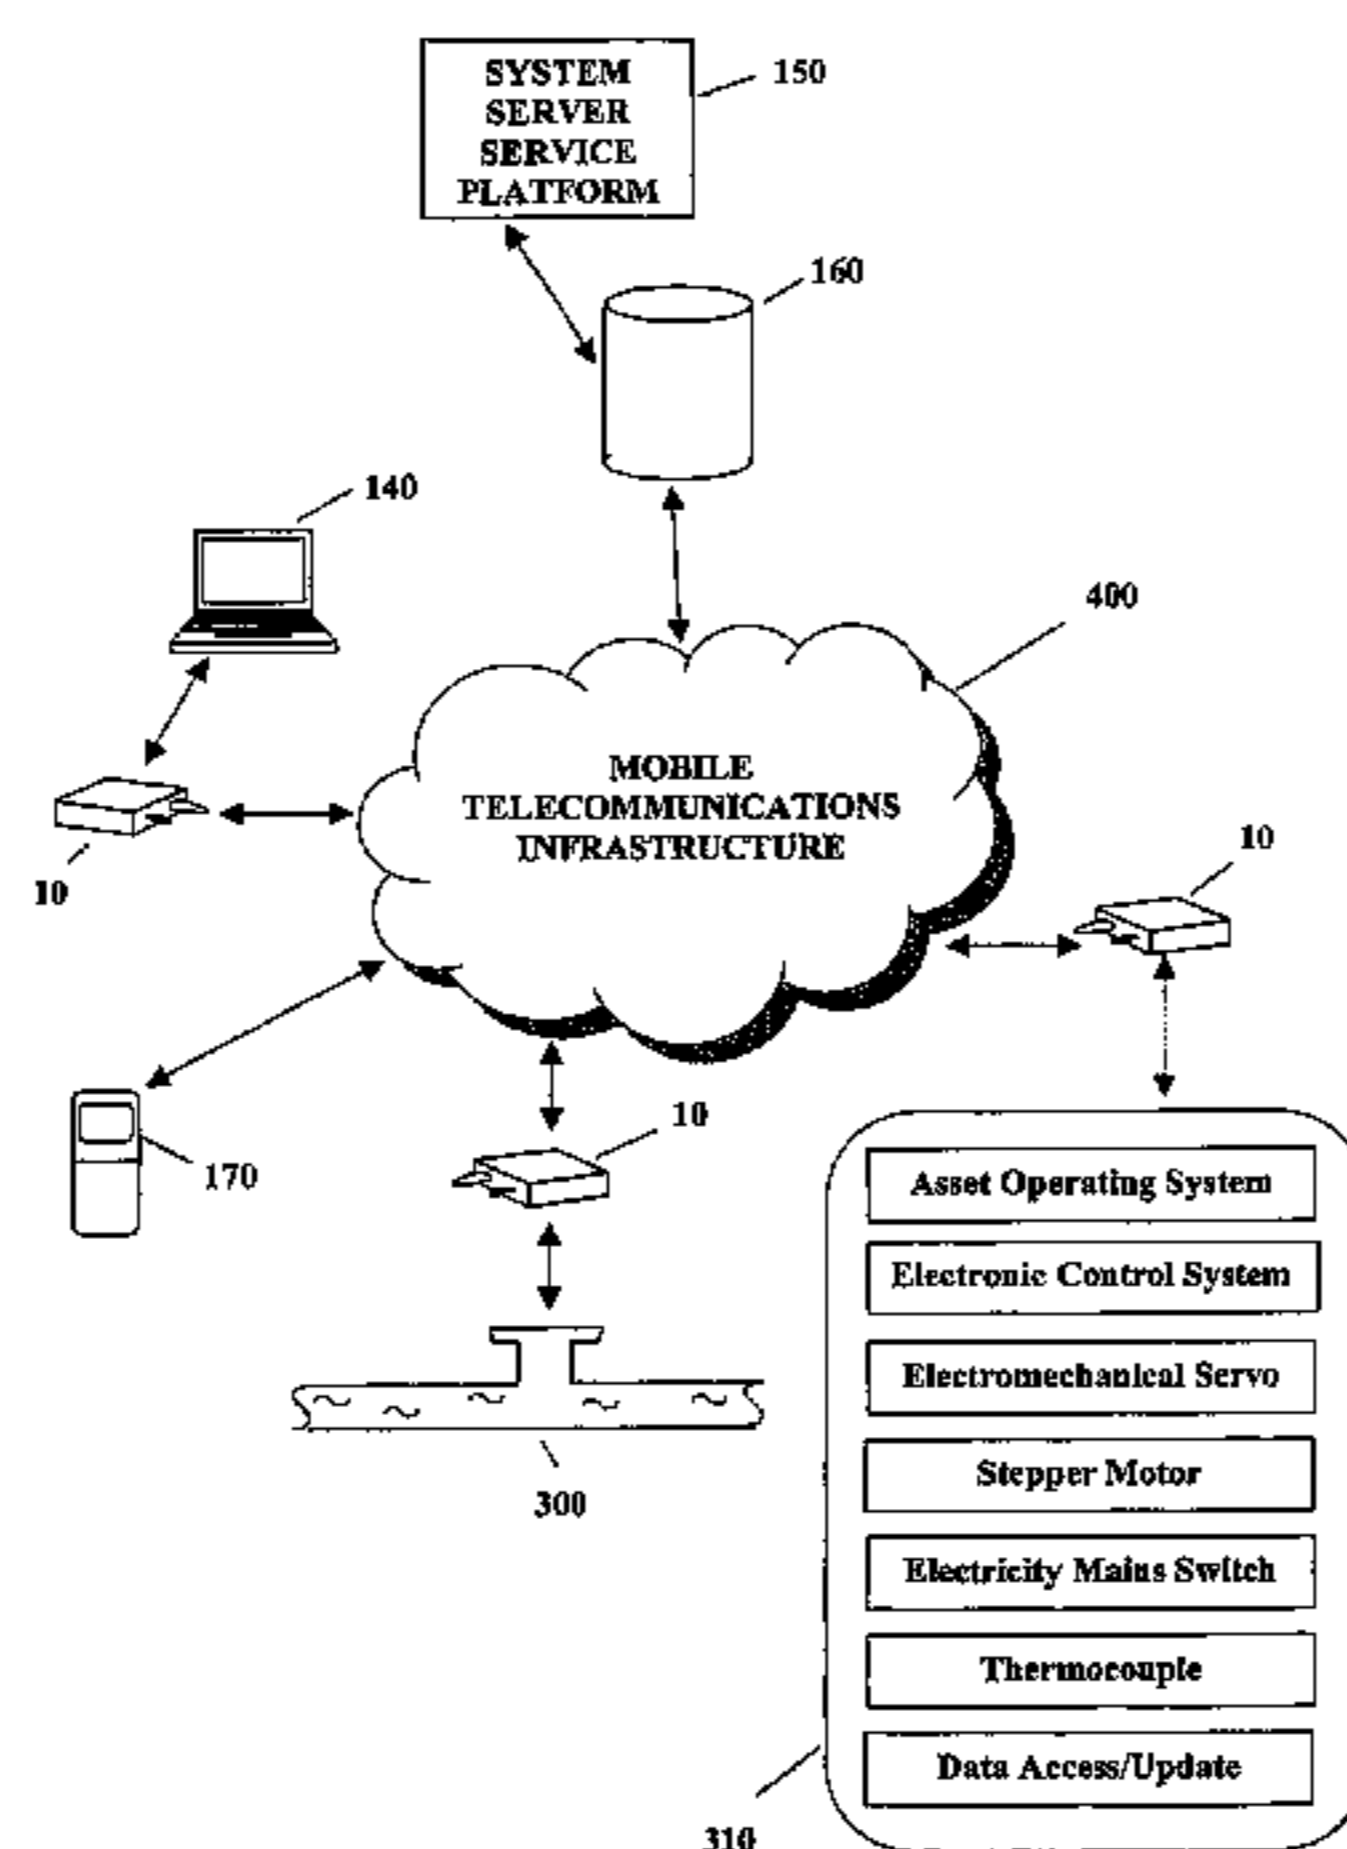 SYSTEM
SERVER
SERVICE
PLATFORM
150
160
140
400
MOBILE
TELECOMMUNICATIONS
INFRASTRUCTURE
10
10
10
170
Asset Operating System
Electronic Control System
Electromechanical Servo
Stepper Motor
300
Electricity Mains Switch
Thermocouple
Data Access/Update
310